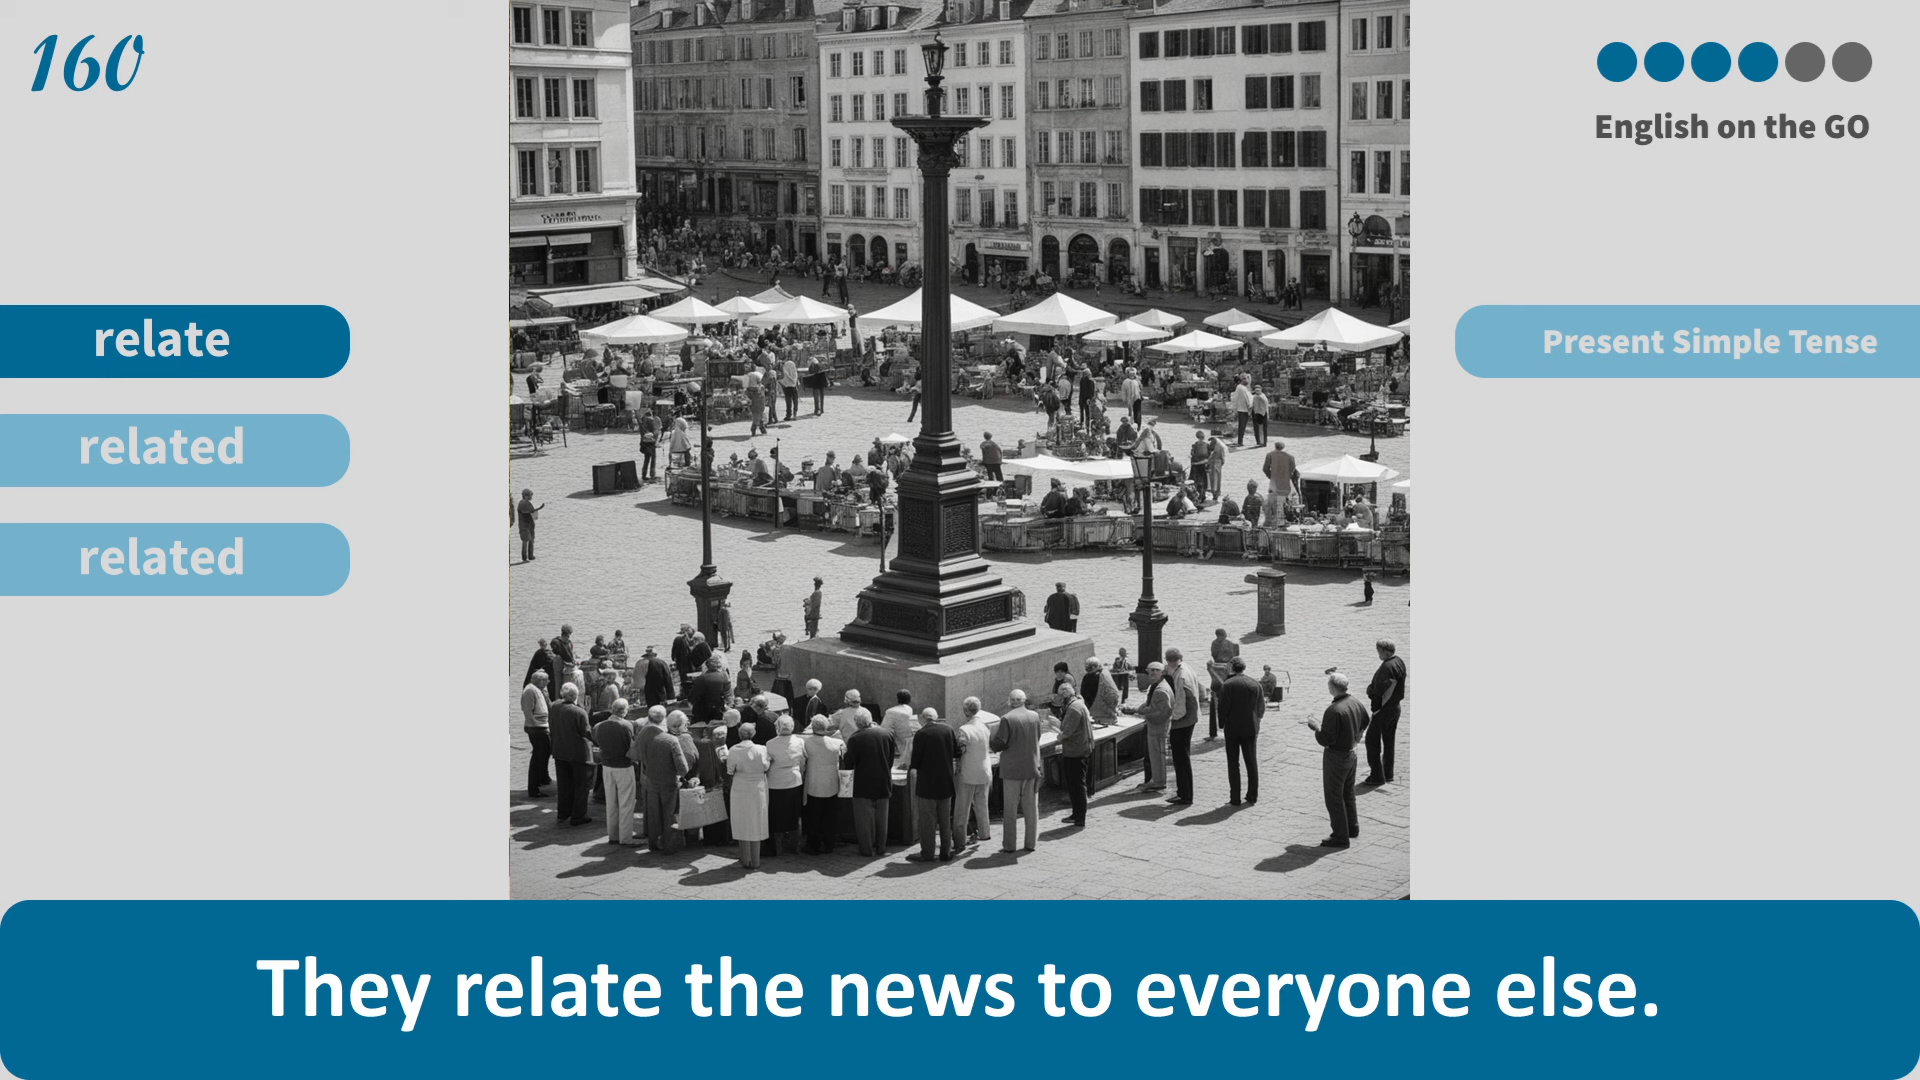 160
English on the GO
relate
related
related
Present Simple Tense
They relate the news to everyone else.